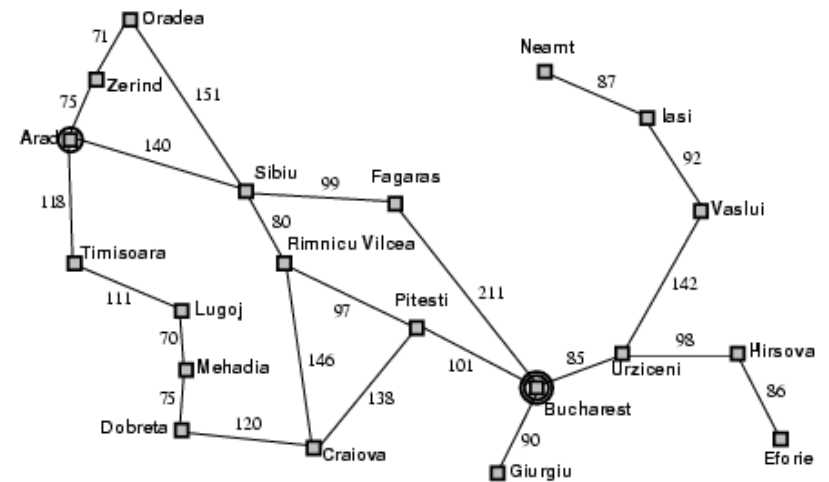 Oradea
71
Neamt
Zerind
87
75
151
Iasi
Arad
140
92
Sibiu
99
Fagaras
118
Vaslui
80
Timisoara
Rimnicu Vilcea
142
111
Lugoj
97
Pitesti
211
70
98
Hirsova
146
101
85
Urziceni
Mehadia
75
138
86
Bucharest
Dobreta
120
90
Craiova
Eforie
Giurgiu